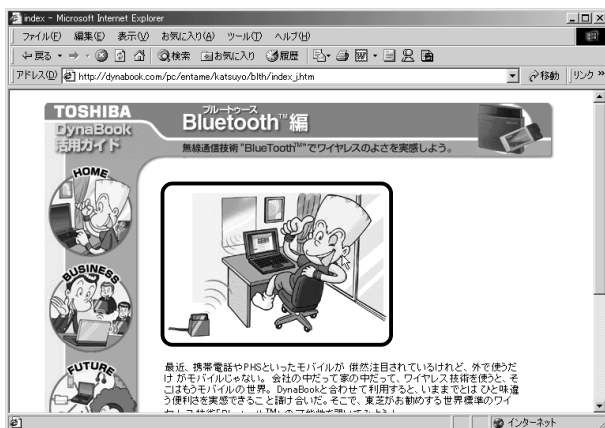 index - Microsoft Internet Explorer
ファイル(F) 編集(E) 表示(V) お気に入り(A) ツール(T) ヘルプ(H)
戻る 検索 お気に入り 履歴
アドレス(D) http://dynabook.com/pc/entame/katsuyo/blth/index_j.htm 移動 リンク »
TOSHIBA
DynaBook
活用ガイド
ブルートゥース
Bluetooth™編
無線通信技術 "BlueTooth™"でワイヤレスのよさを実感しよう。
HOME
BUSINESS
FUTURE
最近、携帯電話やPHSといったモバイルが 俄然注目されているけれど、外で使うだ
け がモバイルじゃない。会社の中だって家の中だって、ワイヤレス技術を使うと、そ
こはもうモバイルの世界。DynaBookと合わせて利用すると、いままでとは ひと味違
う便利さを実感できること請け合いだ。そこで、東芝がお勧めする世界標準のワイ
インターネット